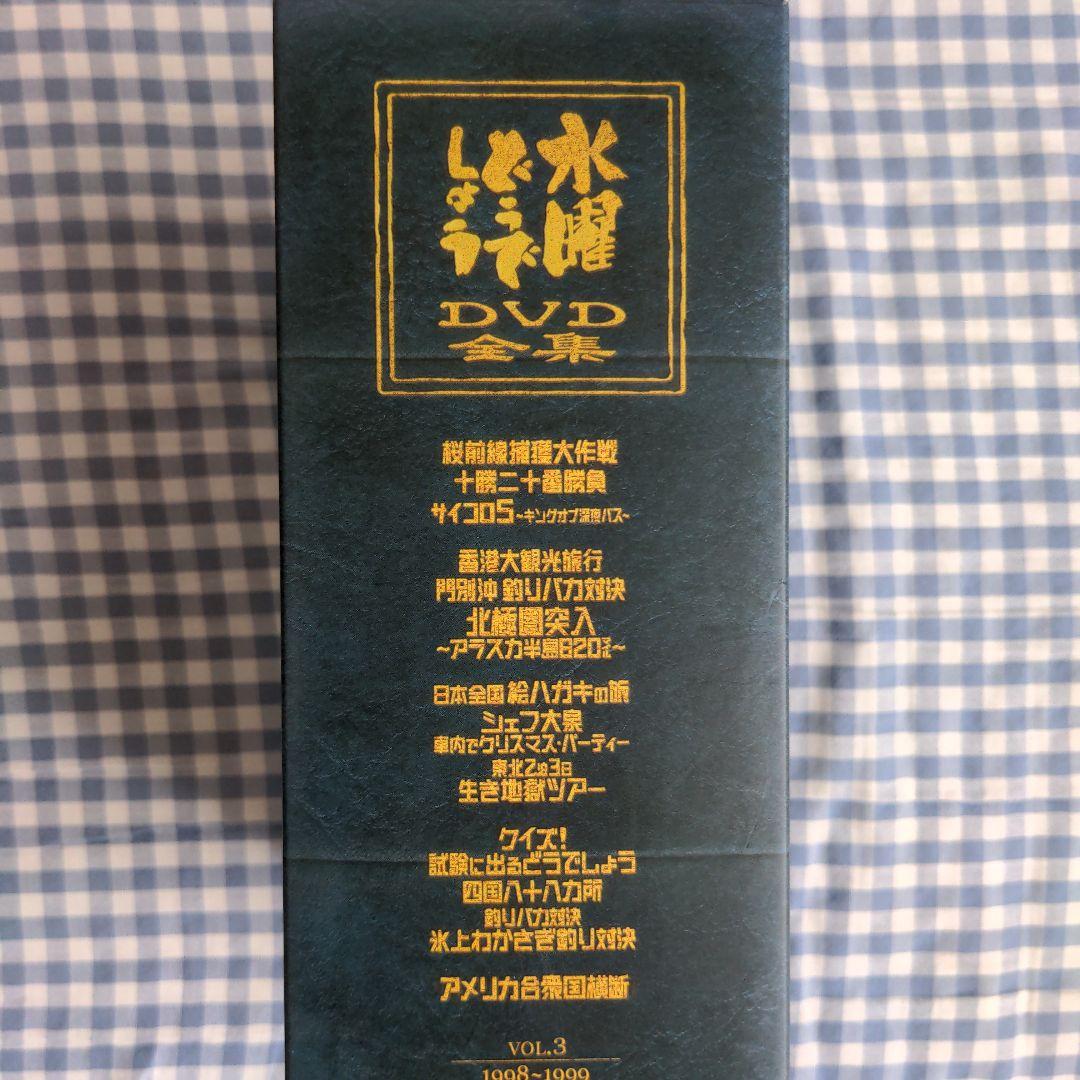 水曜
どうで
しょう
DVD
全集
桜前線捕獲大作戦
十勝二十番勝負
サイコロ5~キングオブ深夜バス~
香港大観光旅行
門別沖 釣りバカ対決
北極圏突入
~アラスカ半島620マイル~
日本全国 絵ハガキの旅
シェフ大泉
車内でクリスマス・パーティー
東北2泊3日
生き地獄ツアー
クイズ!
試験に出るどうでしょう
四国八十八カ所
釣りバカ対決
氷上わかさぎ釣り対決
アメリカ合衆国横断
VOL.3
1998~1999